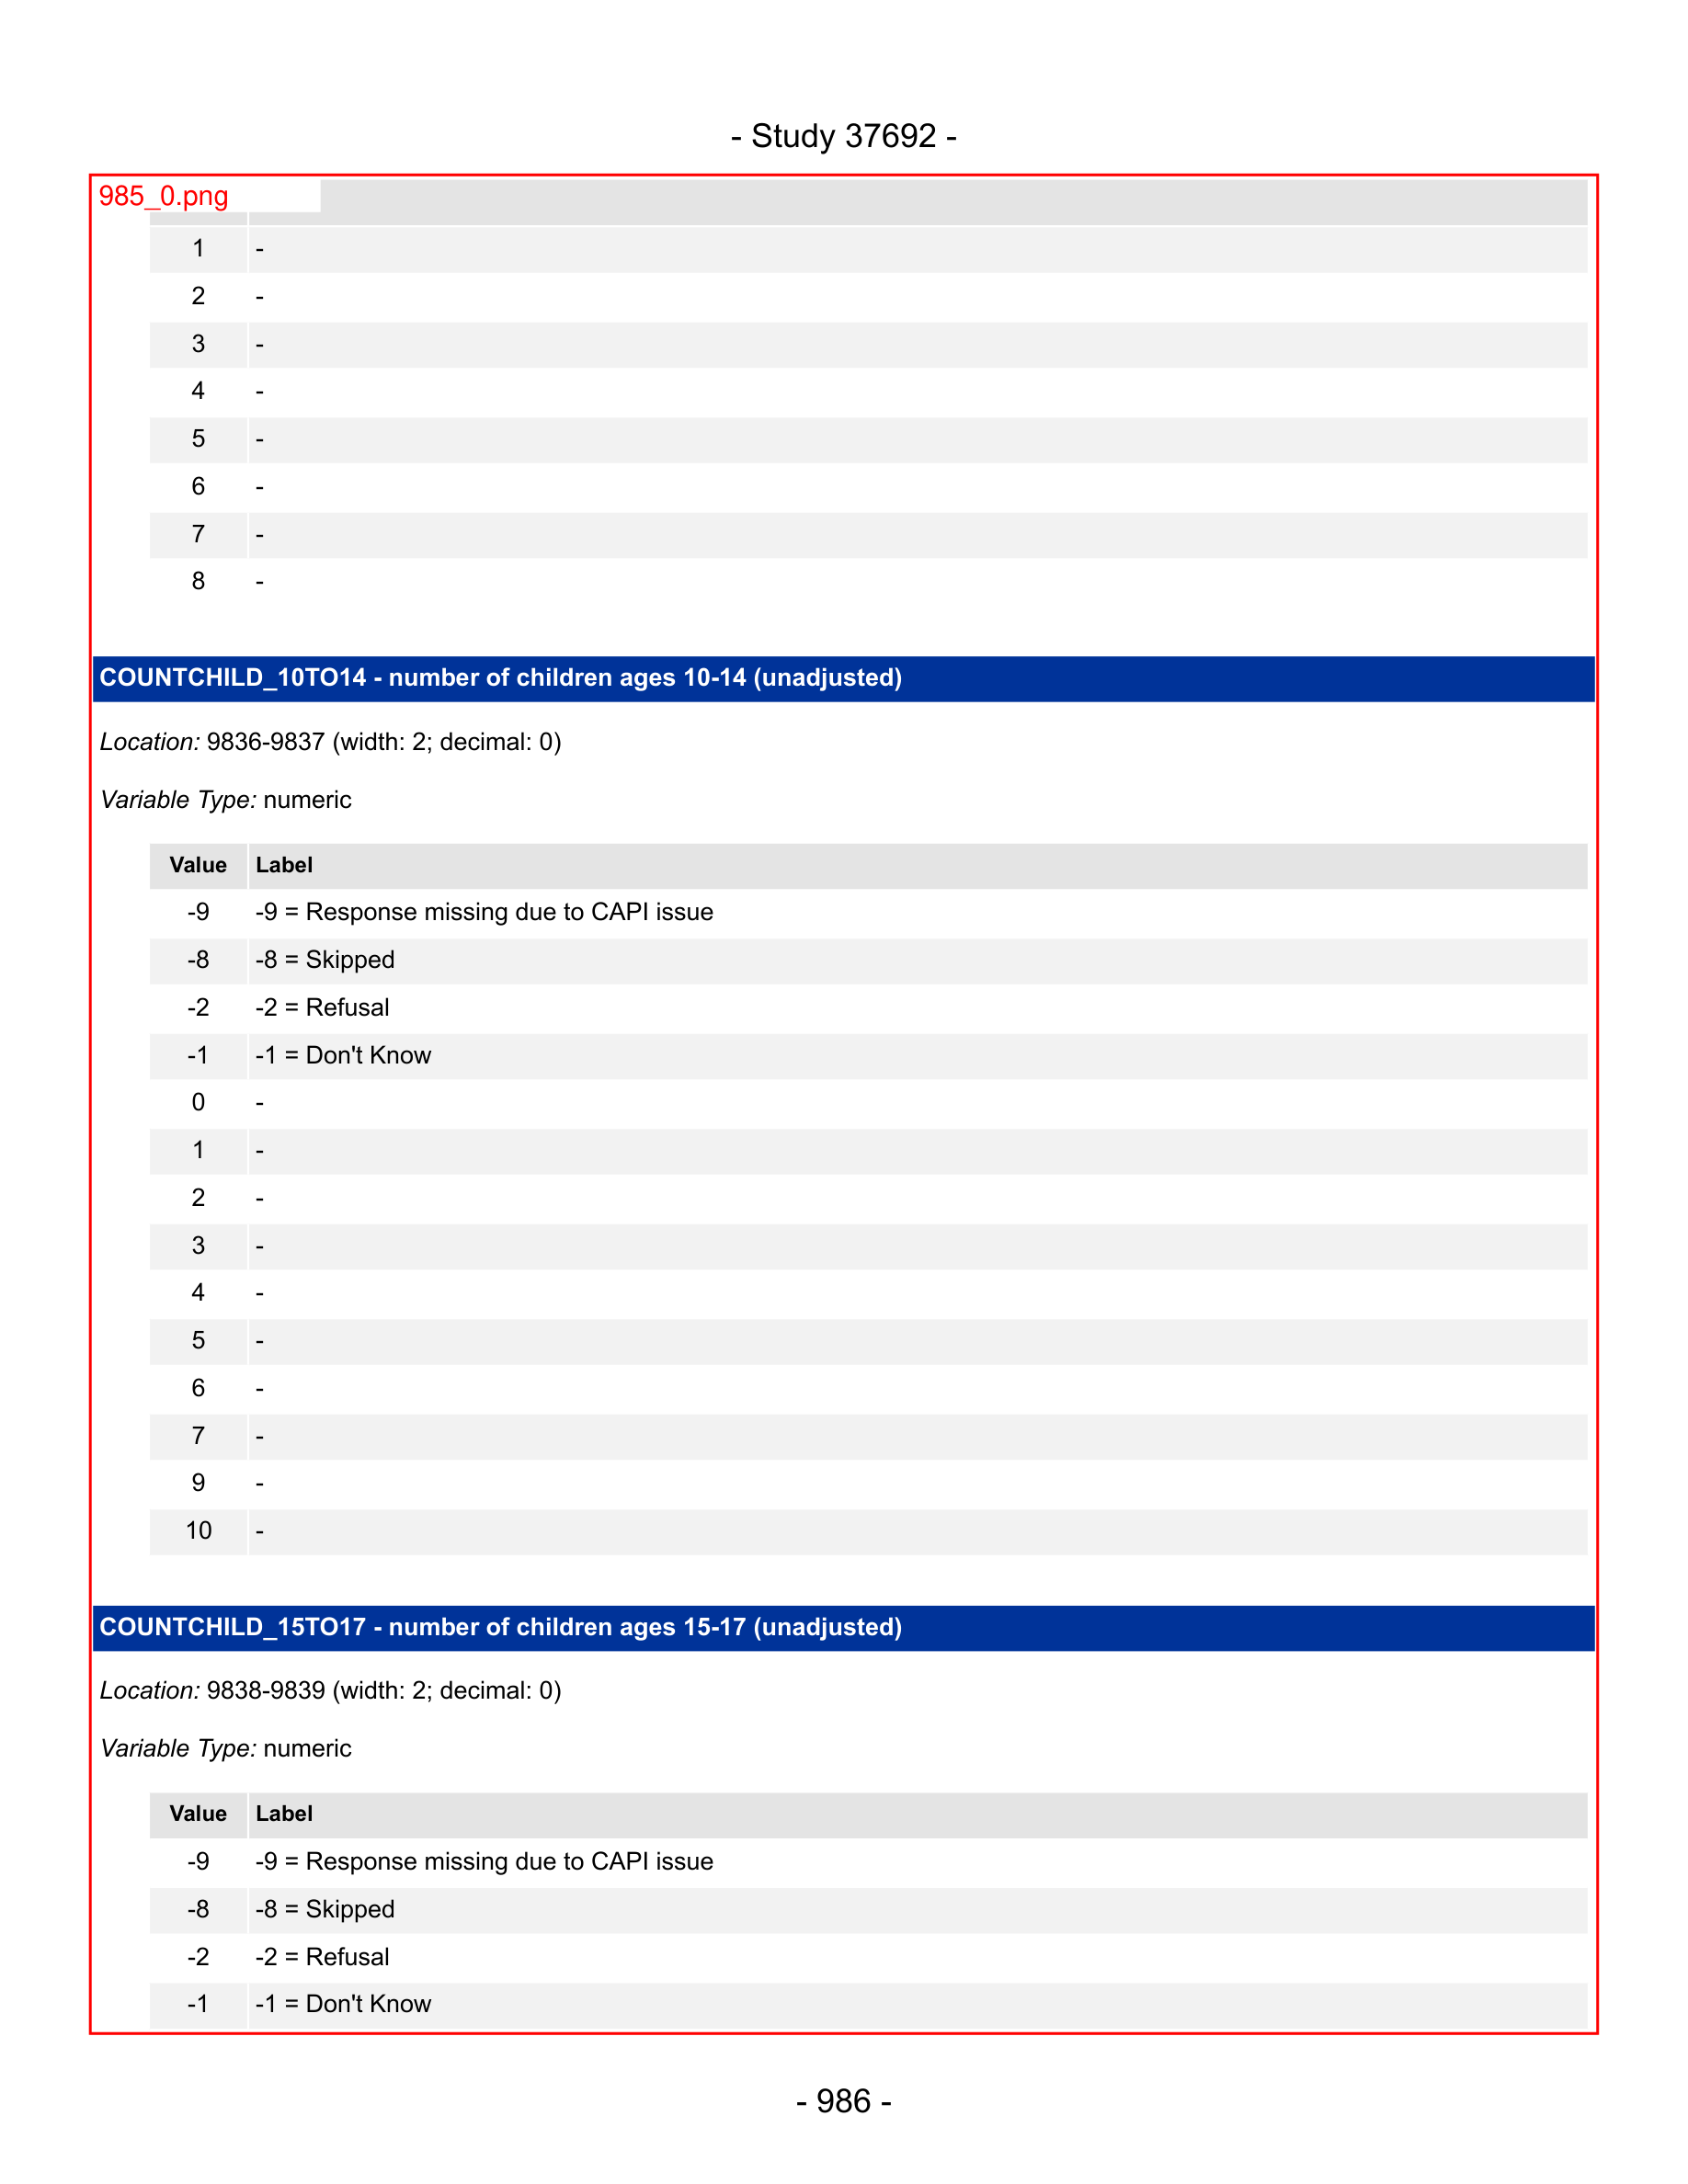 - Study 37692 -
985_0.png
1 -
2 -
3 -
4 -
5 -
6 -
7 -
8 -
COUNTCHILD_10TO14 - number of children ages 10-14 (unadjusted)
Location: 9836-9837 (width: 2; decimal: 0)
Variable Type: numeric
Value Label
-9 -9 = Response missing due to CAPI issue
-8 -8 = Skipped
-2 -2 = Refusal
-1 -1 = Don't Know
0 -
1 -
2 -
3 -
4 -
5 -
6 -
7 -
9 -
10 -
COUNTCHILD_15TO17 - number of children ages 15-17 (unadjusted)
Location: 9838-9839 (width: 2; decimal: 0)
Variable Type: numeric
Value Label
-9 -9 = Response missing due to CAPI issue
-8 -8 = Skipped
-2 -2 = Refusal
-1 -1 = Don't Know
- 986 -